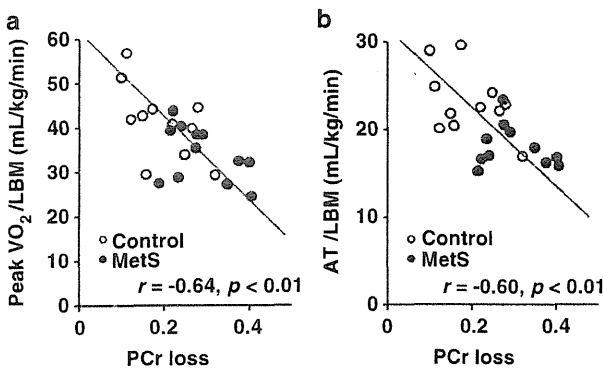 a
Peak VO2/LBM (mL/kg/min)
60
50
40
30
20
10
0
Control
MetS
r = -0.64, p < 0.01
0 0.2 0.4
PCr loss
b
AT/LBM (mL/kg/min)
30
20
10
0
Control
MetS
r = -0.60, p < 0.01
0 0.2 0.4
PCr loss